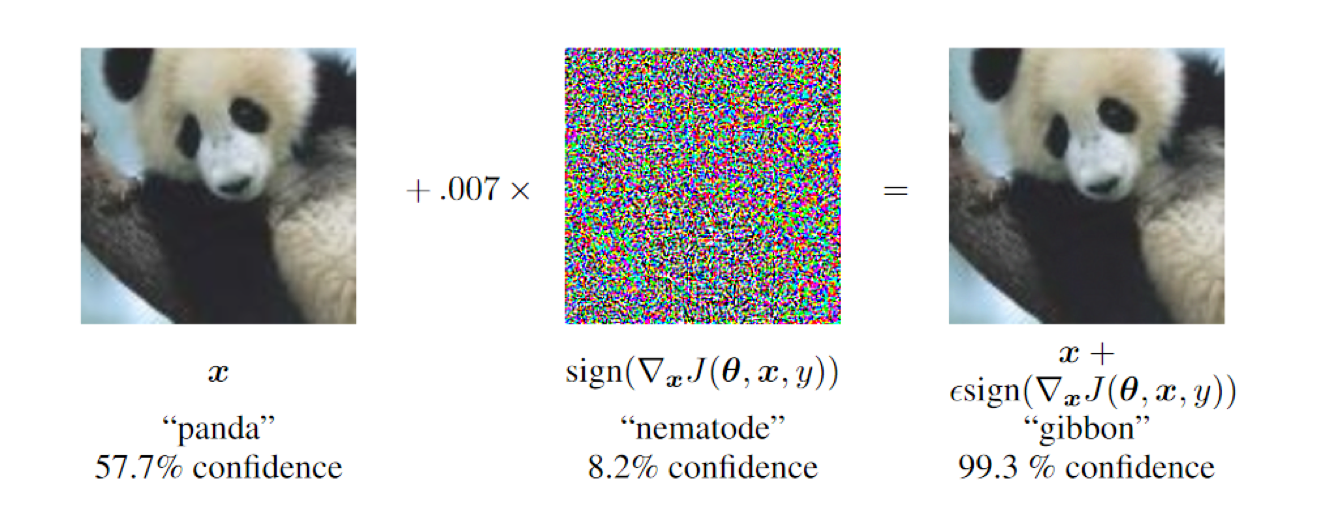 + .007 ×
=
x
sign(∇ₓJ(θ, x, y))
x +
ϵsign(∇ₓJ(θ, x, y))
“panda”
“nematode”
“gibbon”
57.7% confidence
8.2% confidence
99.3 % confidence